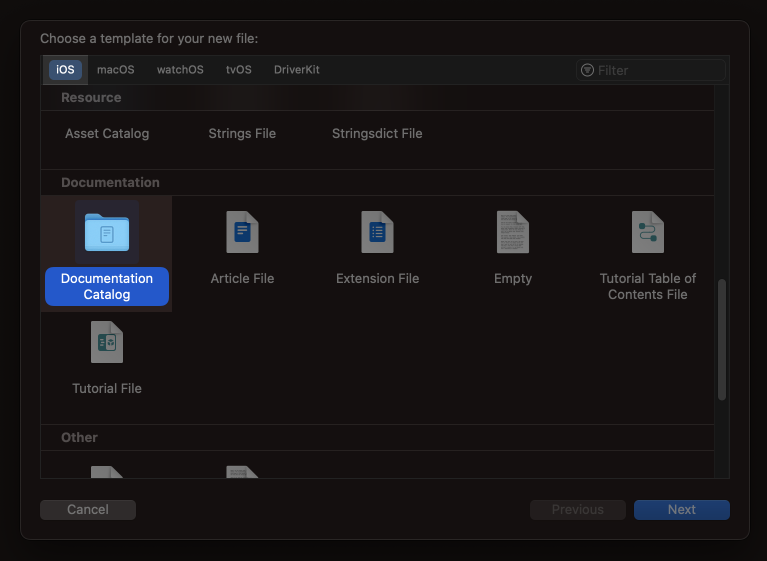 Choose a template for your new file:
iOS macOS watchOS tvOS DriverKit Filter
Resource
Asset Catalog Strings File Stringsdict File
Documentation
Documentation Catalog Article File Extension File Empty Tutorial Table of Contents File
Tutorial File
Other
Cancel Previous Next